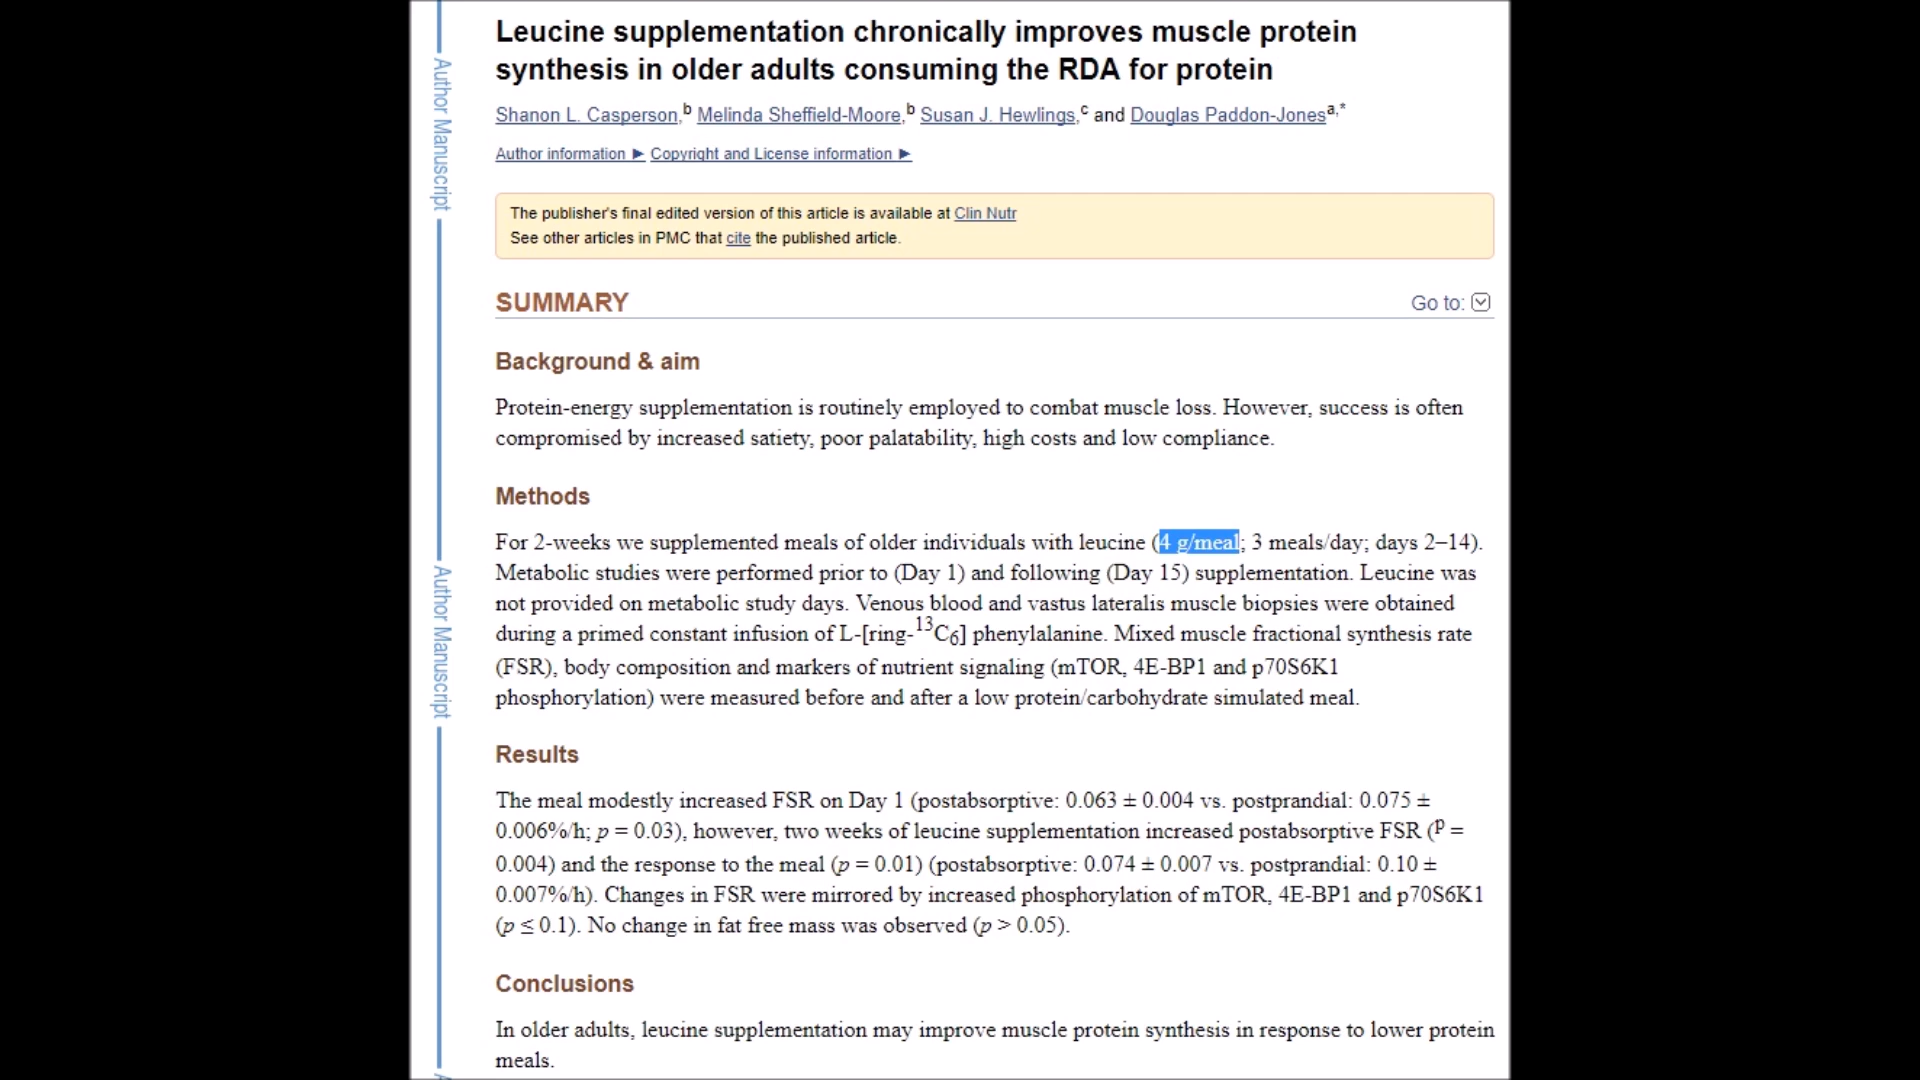 Leucine supplementation chronically improves muscle protein
synthesis in older adults consuming the RDA for protein
Shanon L. Casperson,b Melinda Sheffield-Moore,b Susan J. Hewlings,c and Douglas Paddon-Jonesa,*
Author information ► Copyright and License information ►
The publisher's final edited version of this article is available at Clin Nutr
See other articles in PMC that cite the published article.
SUMMARY
Go to:
Background & aim
Protein-energy supplementation is routinely employed to combat muscle loss. However, success is often
compromised by increased satiety, poor palatability, high costs and low compliance.
Methods
For 2-weeks we supplemented meals of older individuals with leucine (4 g/meal; 3 meals/day; days 2–14).
Metabolic studies were performed prior to (Day 1) and following (Day 15) supplementation. Leucine was
not provided on metabolic study days. Venous blood and vastus lateralis muscle biopsies were obtained
during a primed constant infusion of L-[ring-13C6] phenylalanine. Mixed muscle fractional synthesis rate
(FSR), body composition and markers of nutrient signaling (mTOR, 4E-BP1 and p70S6K1
phosphorylation) were measured before and after a low protein/carbohydrate simulated meal.
Results
The meal modestly increased FSR on Day 1 (postabsorptive: 0.063 ± 0.004 vs. postprandial: 0.075 ±
0.006%/h; p = 0.03), however, two weeks of leucine supplementation increased postabsorptive FSR (p =
0.004) and the response to the meal (p = 0.01) (postabsorptive: 0.074 ± 0.007 vs. postprandial: 0.10 ±
0.007%/h). Changes in FSR were mirrored by increased phosphorylation of mTOR, 4E-BP1 and p70S6K1
(p ≤ 0.1). No change in fat free mass was observed (p > 0.05).
Conclusions
In older adults, leucine supplementation may improve muscle protein synthesis in response to lower protein
meals.
Author Manuscript
Author Manuscript